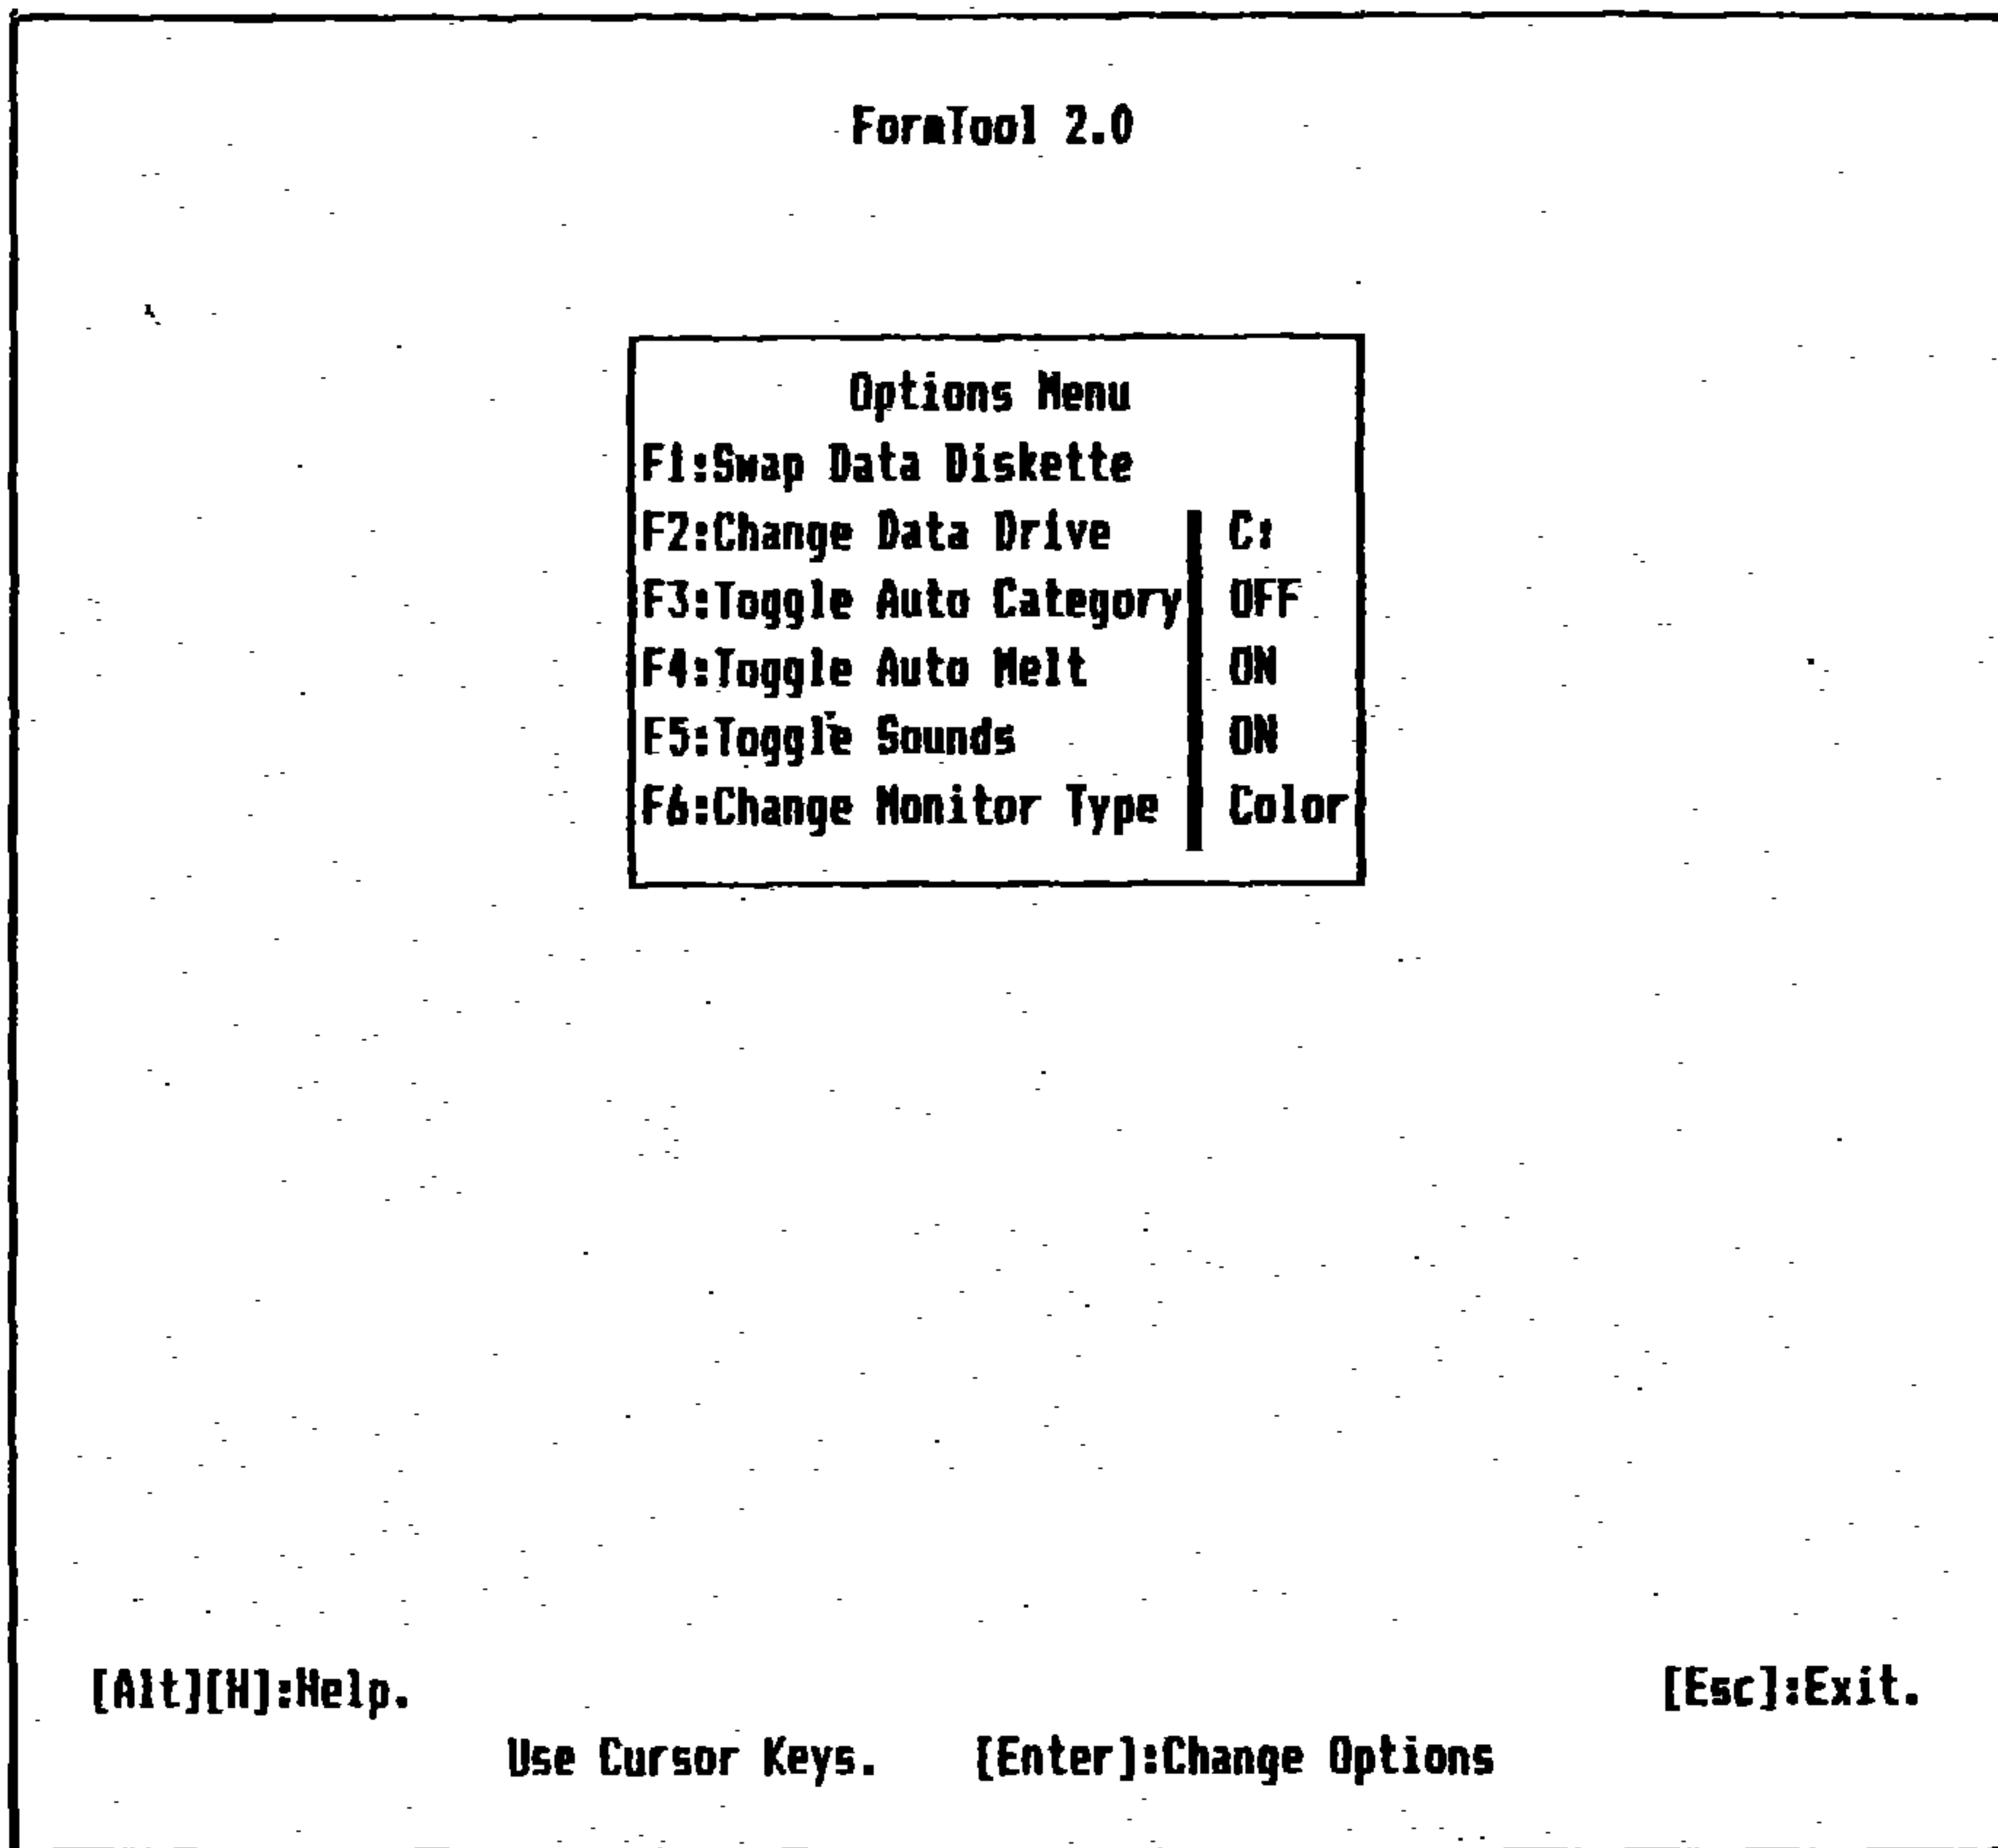 FormTool 2.0
Options Menu
F1:Swap Data Diskette
F2:Change Data Drive C:
F3:Toggle Auto Category OFF
F4:Toggle Auto Melt ON
F5:Toggle Sounds ON
F6:Change Monitor Type Color
[Alt][H]:Help. [Esc]:Exit.
Use Cursor Keys. [Enter]:Change Options